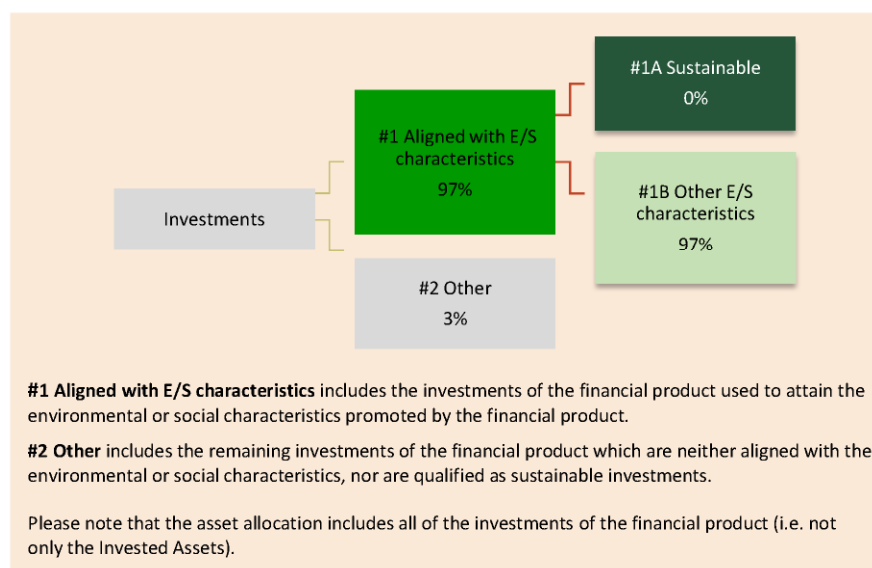 #1A Sustainable
0%
#1 Aligned with E/S
characteristics
97%
#1B Other E/S
characteristics
97%
Investments
#2 Other
3%
#1 Aligned with E/S characteristics includes the investments of the financial product used to attain the
environmental or social characteristics promoted by the financial product.
#2 Other includes the remaining investments of the financial product which are neither aligned with the
environmental or social characteristics, nor are qualified as sustainable investments.
Please note that the asset allocation includes all of the investments of the financial product (i.e. not
only the Invested Assets).